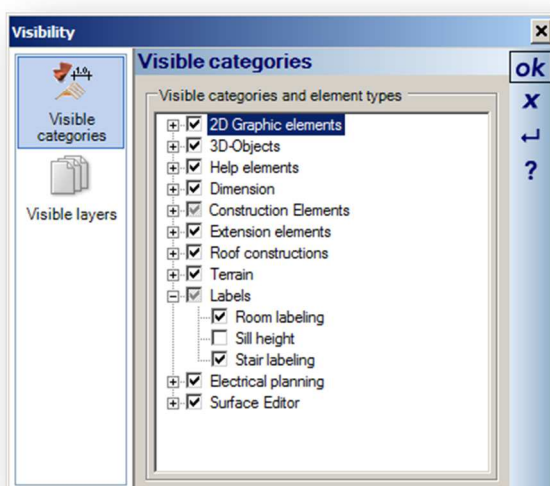 Visibility
Visible categories
ok
x
?
Visible
categories
Visible layers
Visible categories and element types
2D Graphic elements
3D-Objects
Help elements
Dimension
Construction Elements
Extension elements
Roof constructions
Terrain
Labels
Room labeling
Sill height
Stair labeling
Electrical planning
Surface Editor